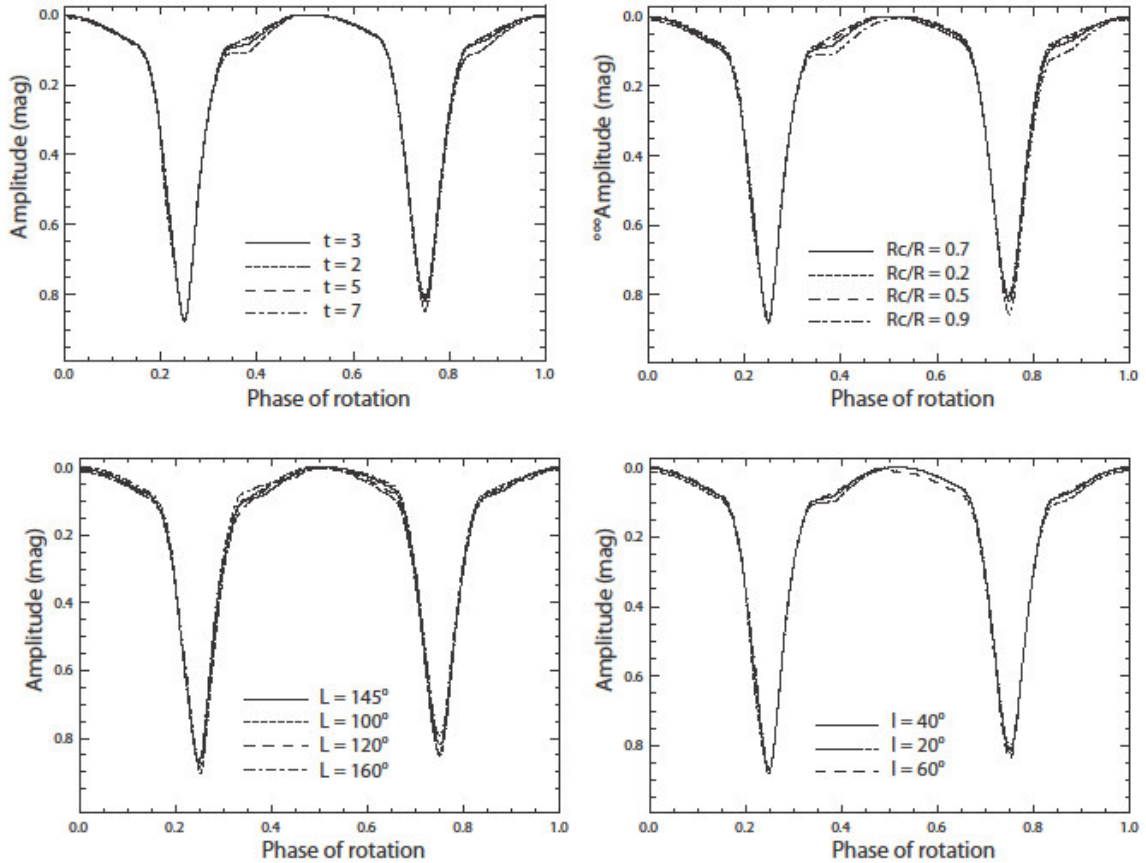 0.0
0.2
0.4
0.6
0.8
Amplitude (mag)
t = 3
t = 2
t = 5
t = 7
0.0 0.2 0.4 0.6 0.8 1.0
Phase of rotation
0.0
0.2
0.4
0.6
0.8
°°°Amplitude (mag)
Rc/R = 0.7
Rc/R = 0.2
Rc/R = 0.5
Rc/R = 0.9
0.0 0.2 0.4 0.6 0.8 1.0
Phase of rotation
0.0
0.2
0.4
0.6
0.8
Amplitude (mag)
L = 145°
L = 100°
L = 120°
L = 160°
0.0 0.2 0.4 0.6 0.8 1.0
Phase of rotation
0.0
0.2
0.4
0.6
0.8
Amplitude (mag)
I = 40°
I = 20°
I = 60°
0.0 0.2 0.4 0.6 0.8 1.0
Phase of rotation